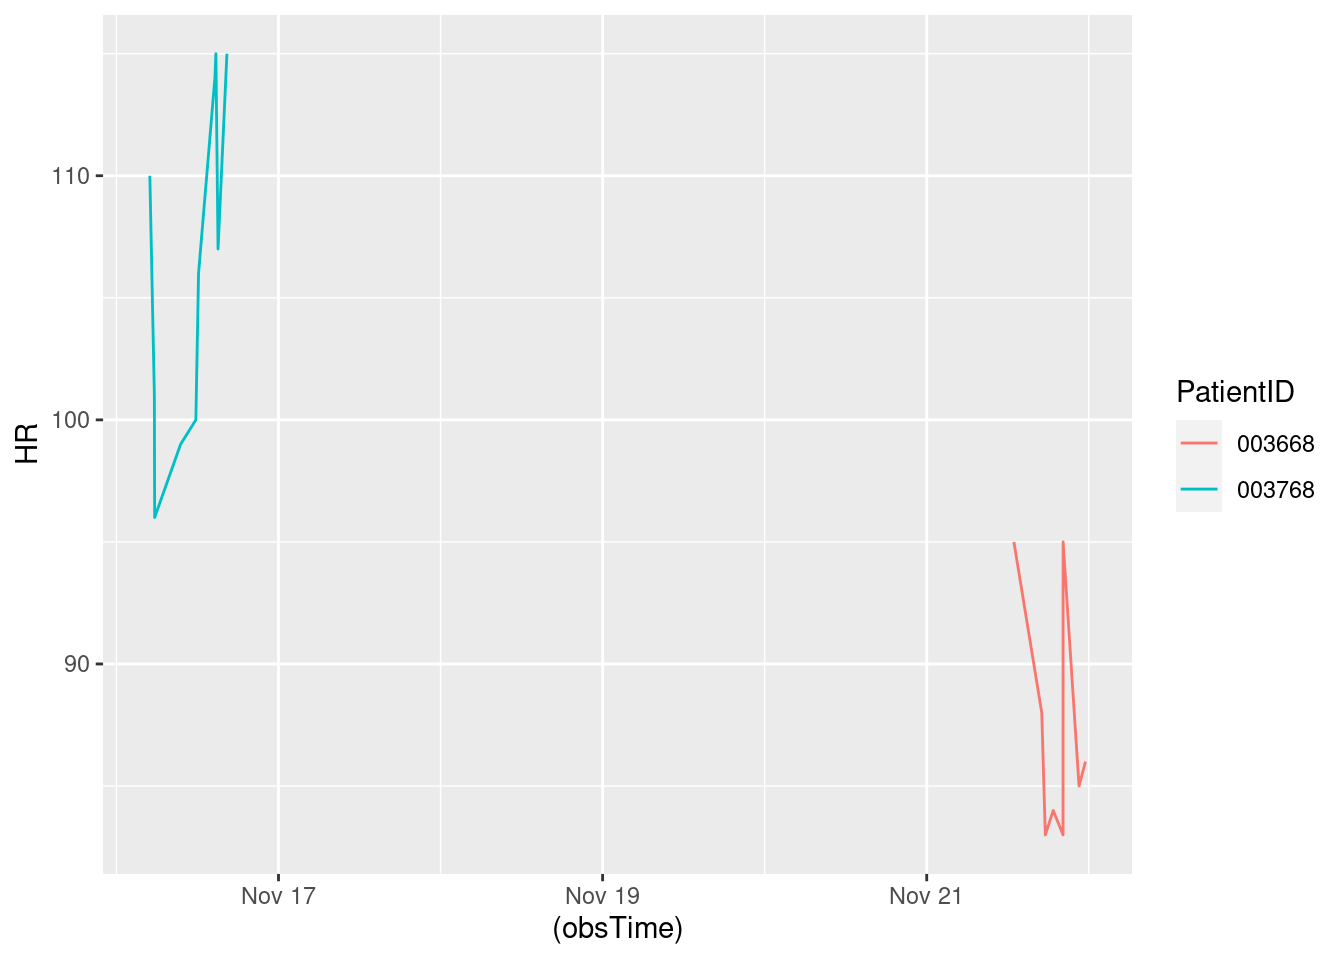 110
100
90
HR
Nov 17
Nov 19
Nov 21
(obsTime)
PatientID
003668
003768